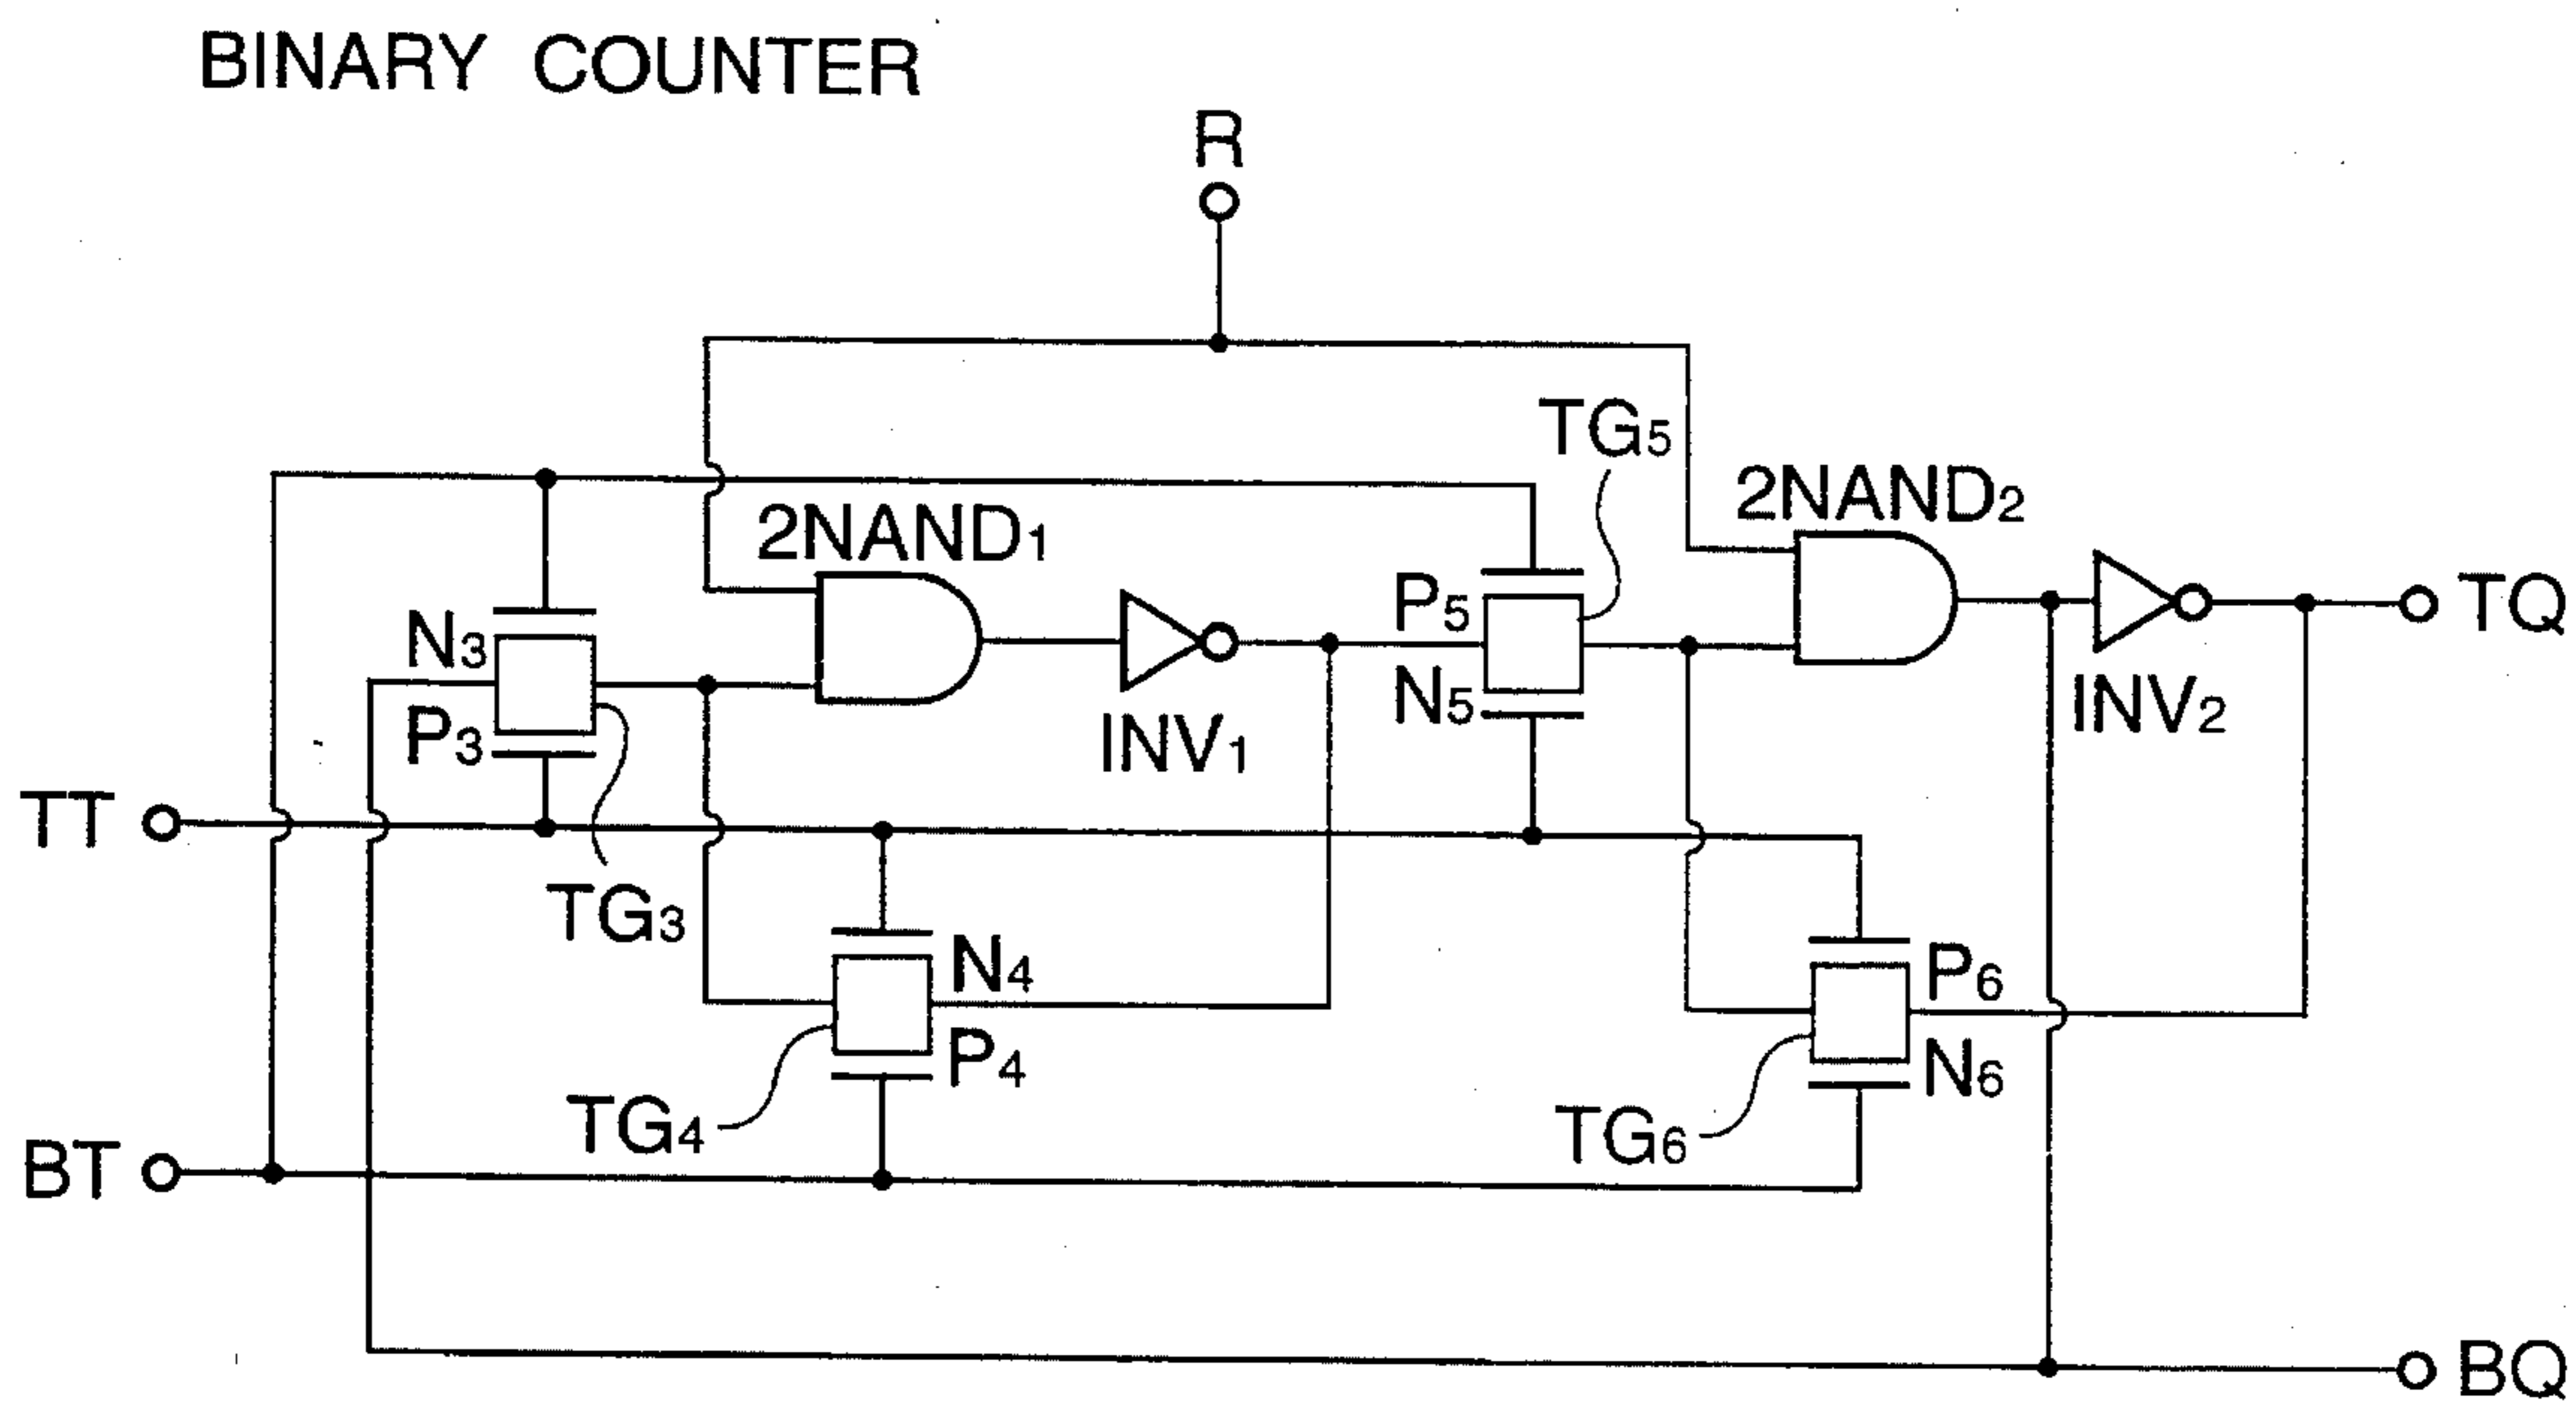 BINARY COUNTER
R
TG5
2NAND2
2NAND1
P5
TQ
N3
N5
INV2
P3
INV1
TT
TG3
N4
P6
P4
N6
TG4
TG6
BT
BQ